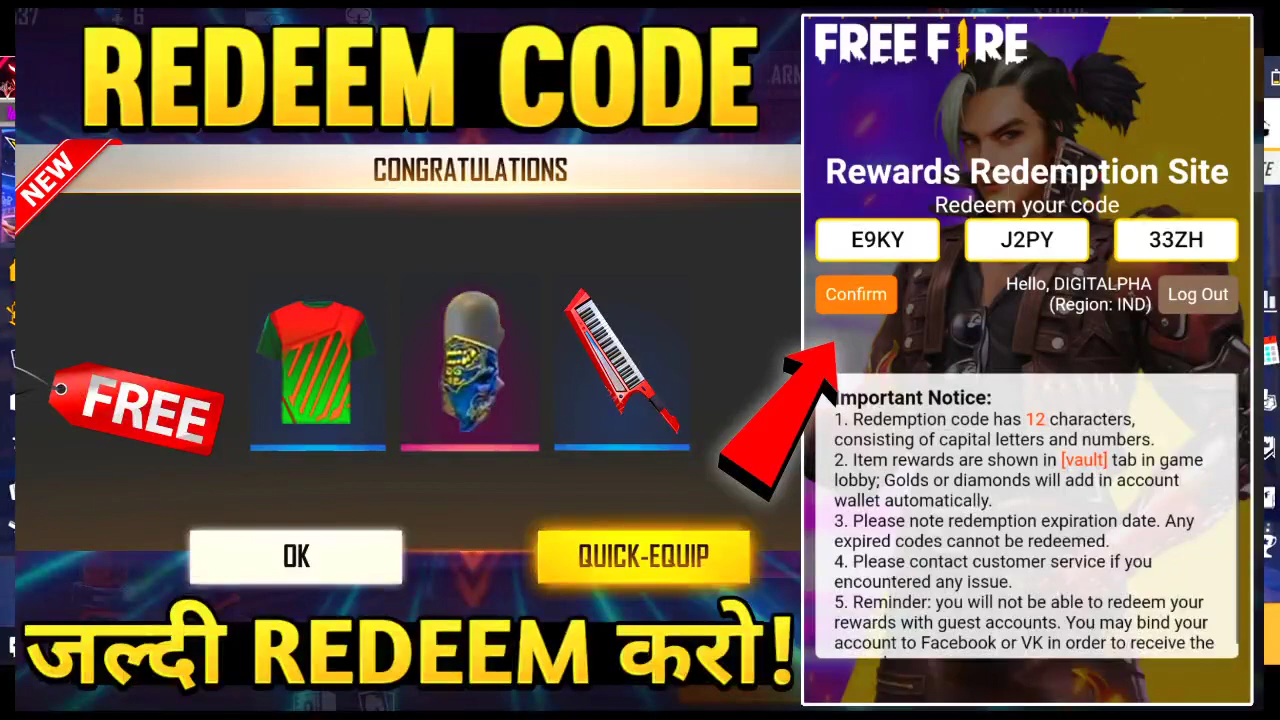 37
+ 6
REDEEM CODE
NEW
CONGRATULATIONS
FREE
OK
QUICK-EQUIP
जल्दी REDEEM करो!
FREE FIRE
Rewards Redemption Site
Redeem your code
E9KY - J2PY - 33ZH
Confirm
Hello, DIGITALPHA
(Region: IND)
Log Out
Important Notice:
1. Redemption code has 12 characters,
consisting of capital letters and numbers.
2. Item rewards are shown in [vault] tab in game
lobby; Golds or diamonds will add in account
wallet automatically.
3. Please note redemption expiration date. Any
expired codes cannot be redeemed.
4. Please contact customer service if you
encountered any issue.
5. Reminder: you will not be able to redeem your
rewards with guest accounts. You may bind your
account to Facebook or VK in order to receive the